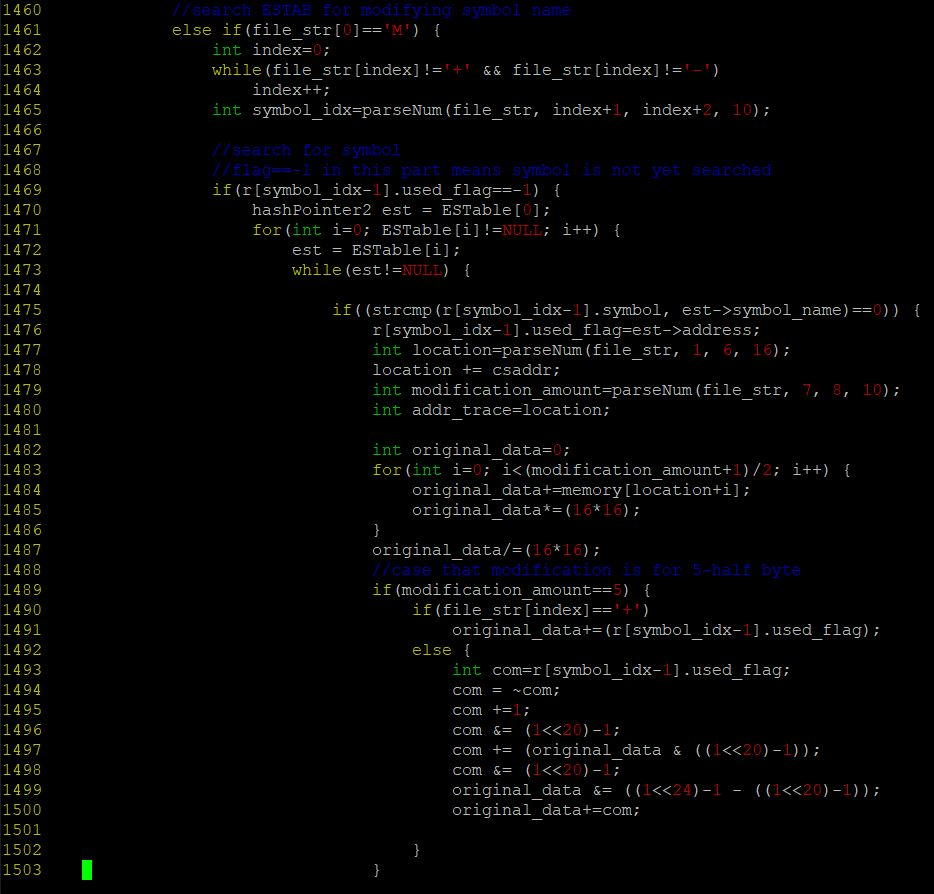 1460             //search ESTAB for modifying symbol name
1461             else if(file_str[0]=='M') {
1462                 int index=0;
1463                 while(file_str[index]!='+' && file_str[index]!='-')
1464                     index++;
1465                 int symbol_idx=parseNum(file_str, index+1, index+2, 10);
1466
1467                 //search for symbol
1468                 //flag==-1 in this part means symbol is not yet searched
1469                 if(r[symbol_idx-1].used_flag==-1) {
1470                     hashPointer2 est = ESTable[0];
1471                     for(int i=0; ESTable[i]!=NULL; i++) {
1472                         est = ESTable[i];
1473                         while(est!=NULL) {
1474
1475                             if((strcmp(r[symbol_idx-1].symbol, est->symbol_name)==0)) {
1476                                 r[symbol_idx-1].used_flag=est->address;
1477                                 int location=parseNum(file_str, 1, 6, 16);
1478                                 location += csaddr;
1479                                 int modification_amount=parseNum(file_str, 7, 8, 10);
1480                                 int addr_trace=location;
1481
1482                                 int original_data=0;
1483                                 for(int i=0; i<(modification_amount+1)/2; i++) {
1484                                     original_data+=memory[location+i];
1485                                     original_data*=(16*16);
1486                                 }
1487                                 original_data/=(16*16);
1488                                 //case that modification is for 5-half byte
1489                                 if(modification_amount==5) {
1490                                     if(file_str[index]=='+')
1491                                         original_data+=(r[symbol_idx-1].used_flag);
1492                                     else {
1493                                         int com=r[symbol_idx-1].used_flag;
1494                                         com = ~com;
1495                                         com +=1;
1496                                         com &= (1<<20)-1;
1497                                         com += (original_data & ((1<<20)-1));
1498                                         com &= (1<<20)-1;
1499                                         original_data &= ((1<<24)-1 - ((1<<20)-1));
1500                                         original_data+=com;
1501
1502                                     }
1503                                 }